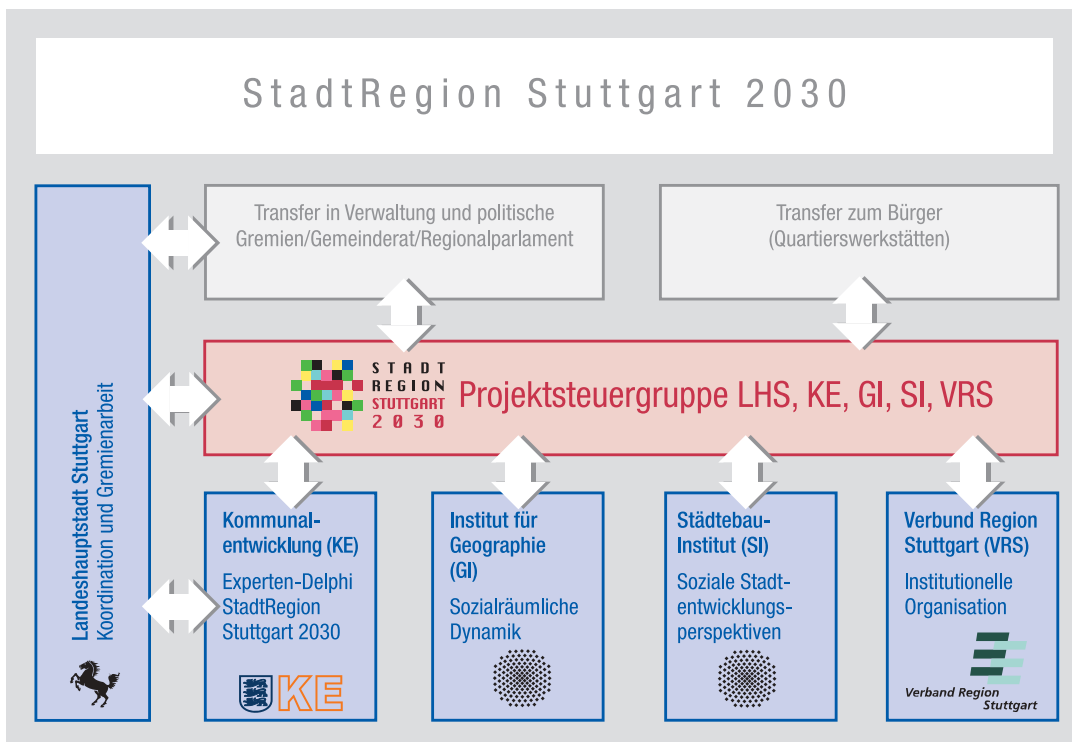 StadtRegion Stuttgart 2030
Landeshauptstadt Stuttgart
Koordination und Gremienarbeit
Transfer in Verwaltung und politische
Gremien/Gemeinderat/Regionalparlament
Transfer zum Bürger
(Quartierswerkstätten)
STADT
REGION
STUTTGART
2030
Projektsteuergruppe LHS, KE, GI, SI, VRS
Kommunal-
entwicklung (KE)
Experten-Delphi
StadtRegion
Stuttgart 2030
KE
Institut für
Geographie
(GI)
Sozialräumliche
Dynamik
Städtebau-
Institut (SI)
Soziale Stadt-
entwicklungs-
perspektiven
Verbund Region
Stuttgart (VRS)
Institutionelle
Organisation
Verband Region
Stuttgart